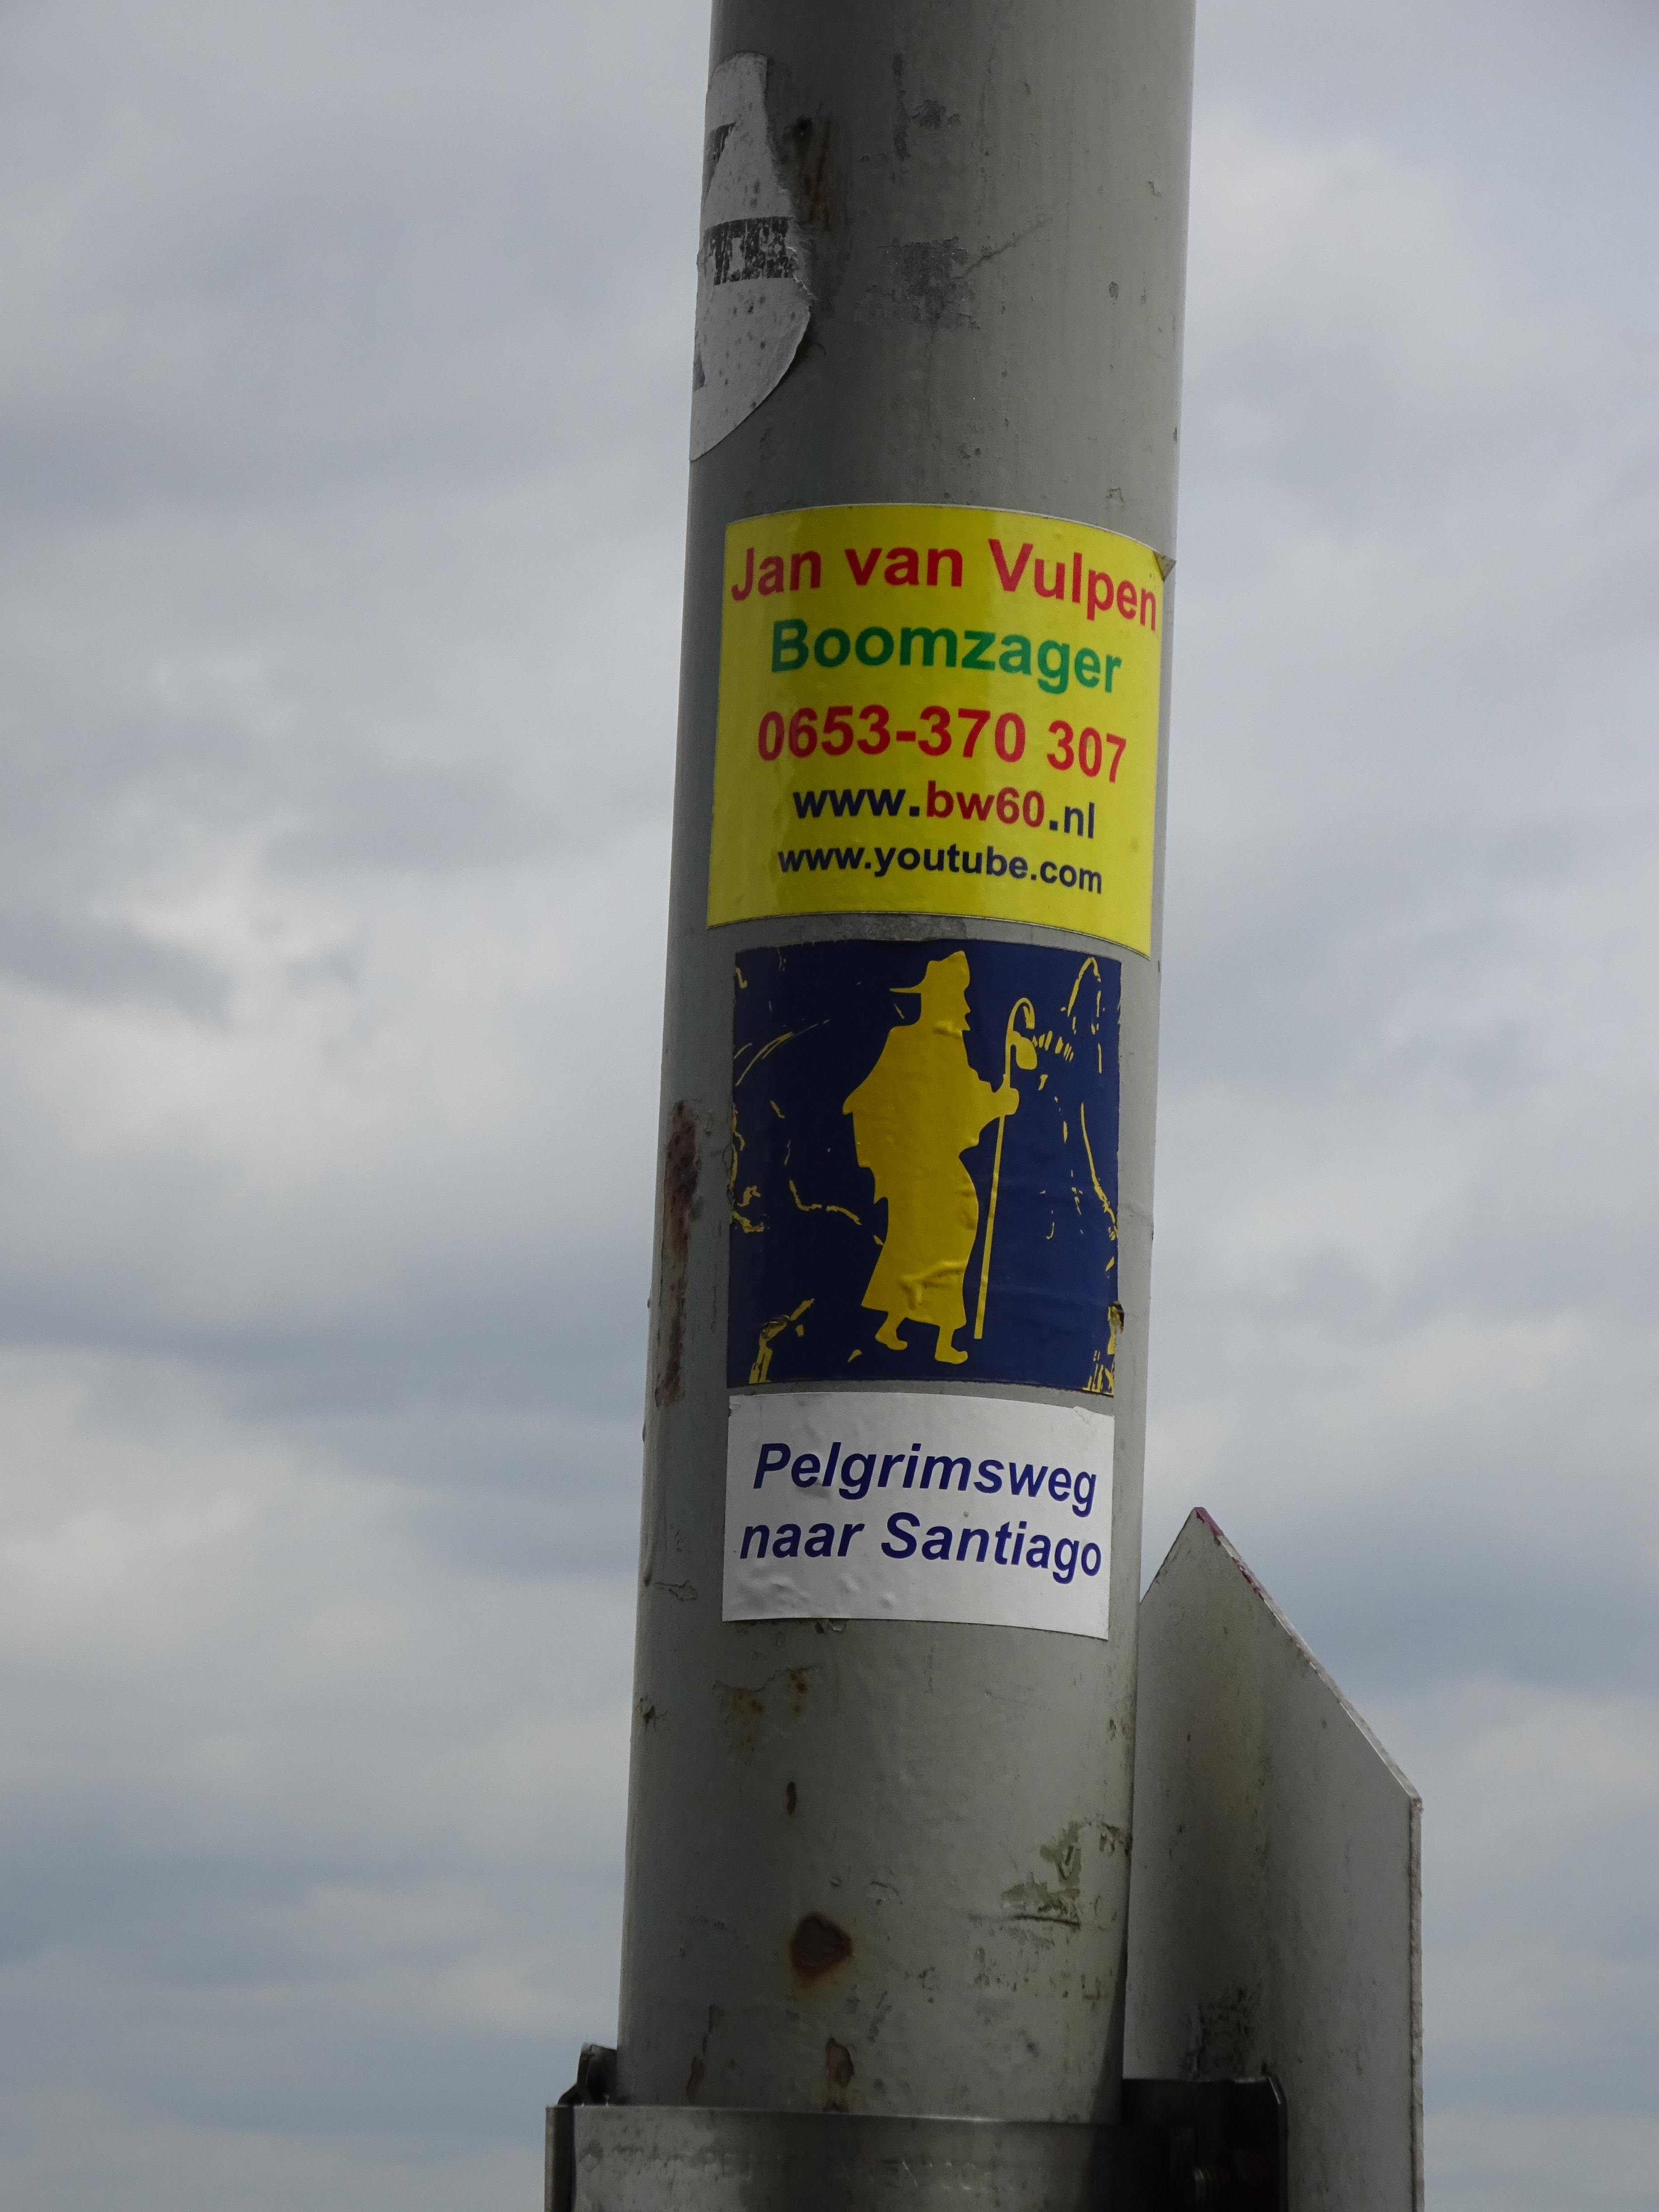 Jan van Vulpen
Boomzager
0653-370 307
www.bw60.nl
www.youtube.com
Pelgrimsweg
naar Santiago